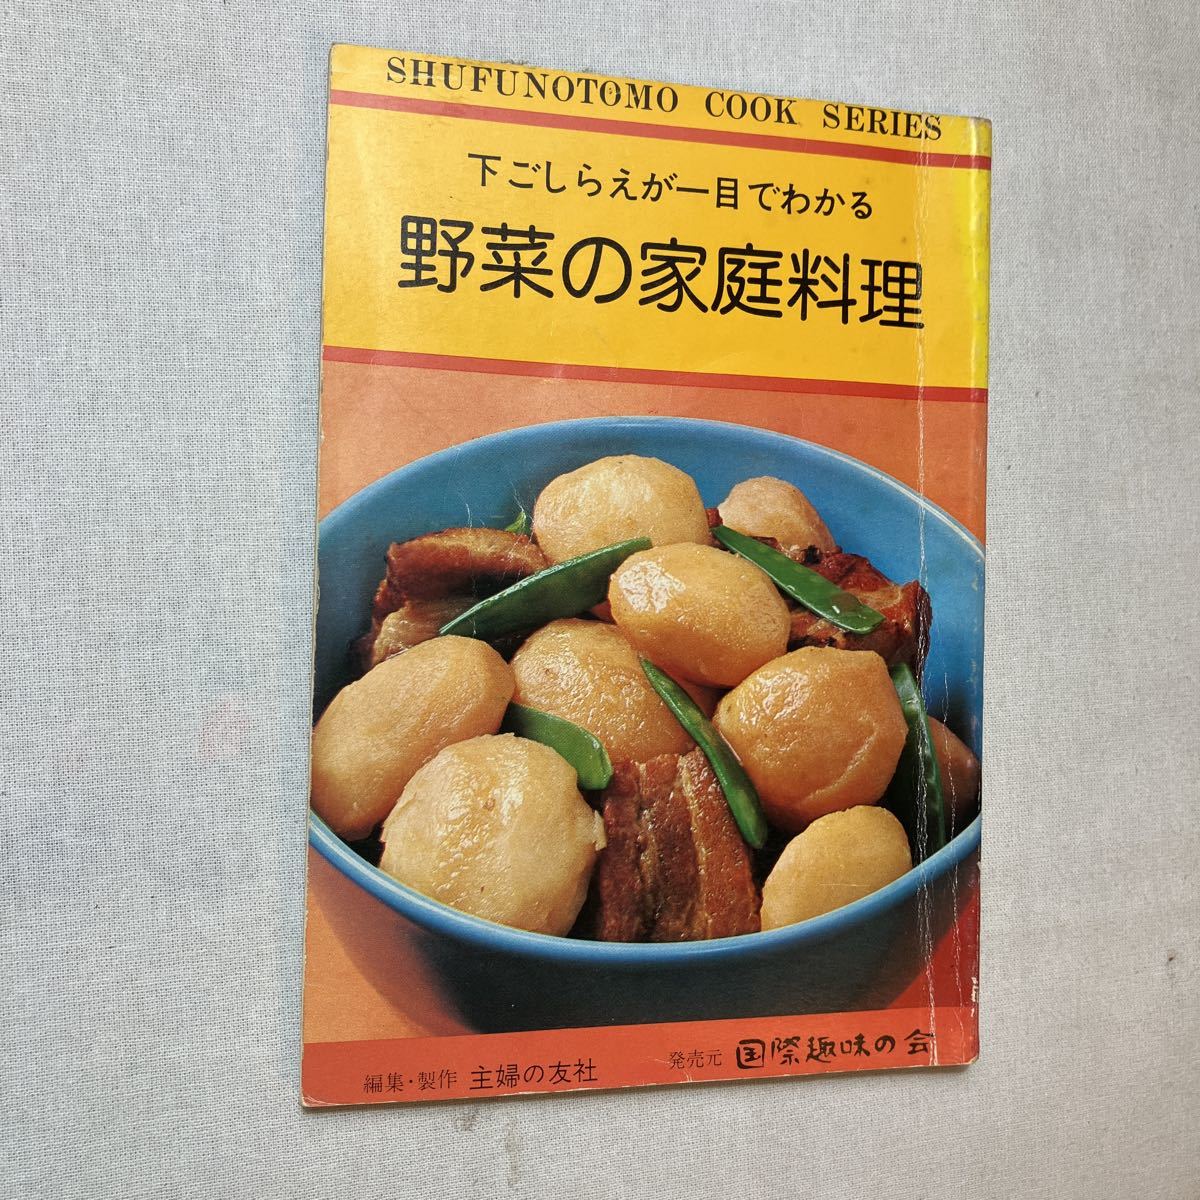 SHUFUNOTOMO COOK SERIES
下ごしらえが一目でわかる
野菜の家庭料理
編集・製作 主婦の友社
発売元 国際趣味の会